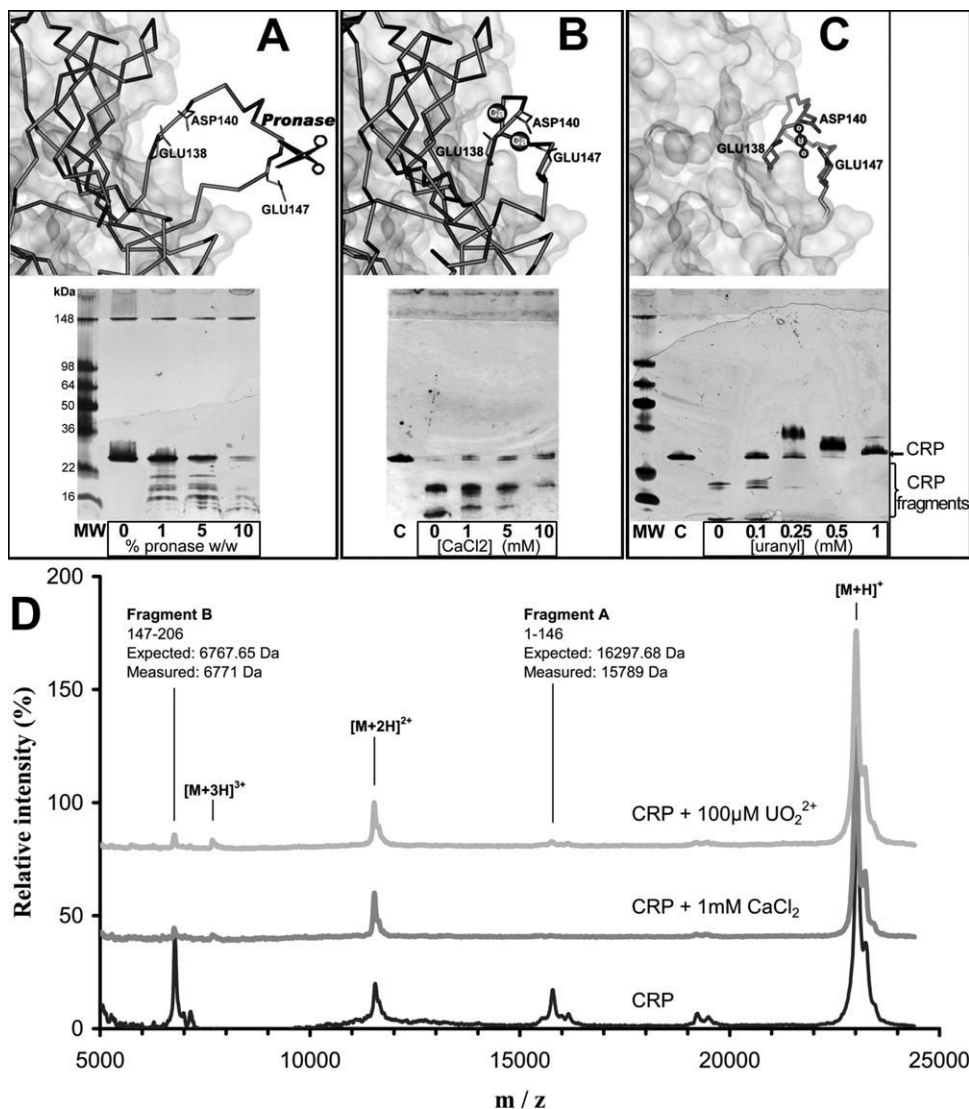 A
Pronase
ASP140
GLU138
GLU147
kDa
148
98
64
50
36
22
16
MW 0 1 5 10
% pronase w/w
B
Ca
Ca
ASP140
GLU138
GLU147
C 0 1 5 10
[CaCl2] (mM)
C
ASP140
GLU138
GLU147
CRP
CRP
fragments
MW C 0 0.1 0.25 0.5 1
[uranyl] (mM)
D
Relative intensity (%)
200
150
100
50
0
Fragment B
147-206
Expected: 6767.65 Da
Measured: 6771 Da
[M+3H]³⁺
[M+2H]²⁺
Fragment A
1-146
Expected: 16297.68 Da
Measured: 15789 Da
[M+H]⁺
CRP + 100µM UO₂²⁺
CRP + 1mM CaCl₂
CRP
5000 10000 15000 20000 25000
m / z